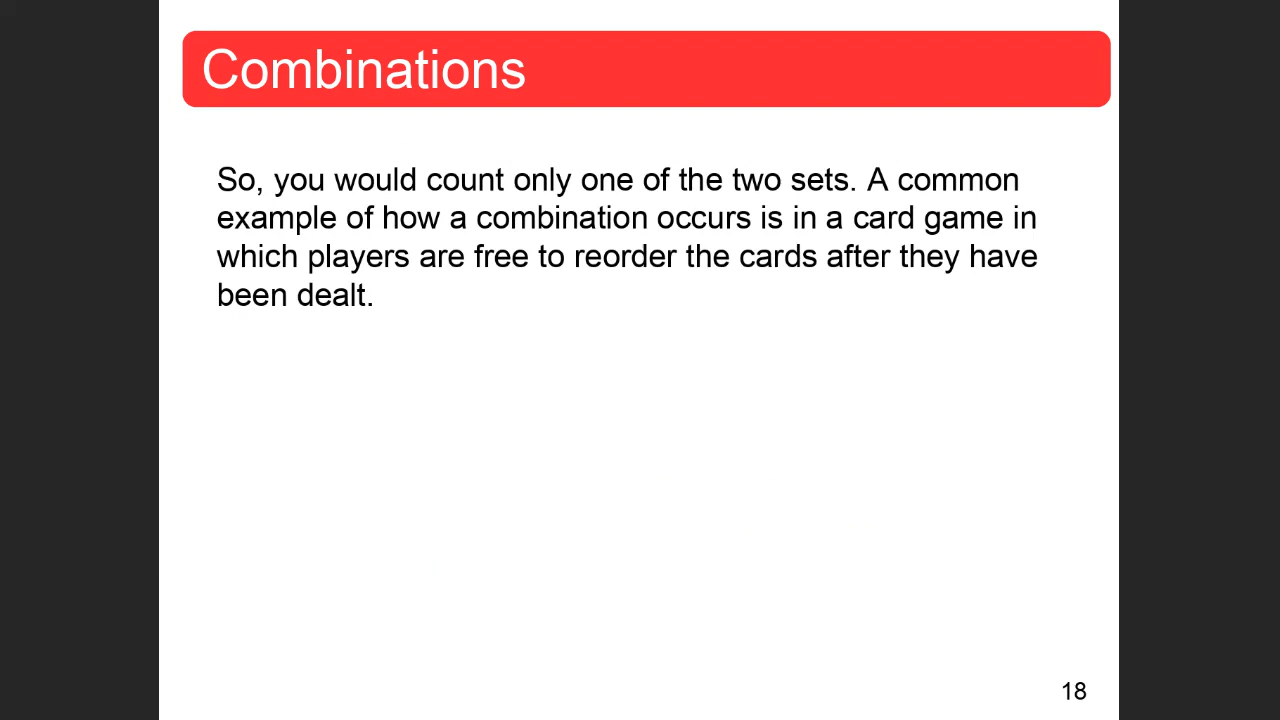 Combinations
So, you would count only one of the two sets. A common
example of how a combination occurs is in a card game in
which players are free to reorder the cards after they have
been dealt.
18